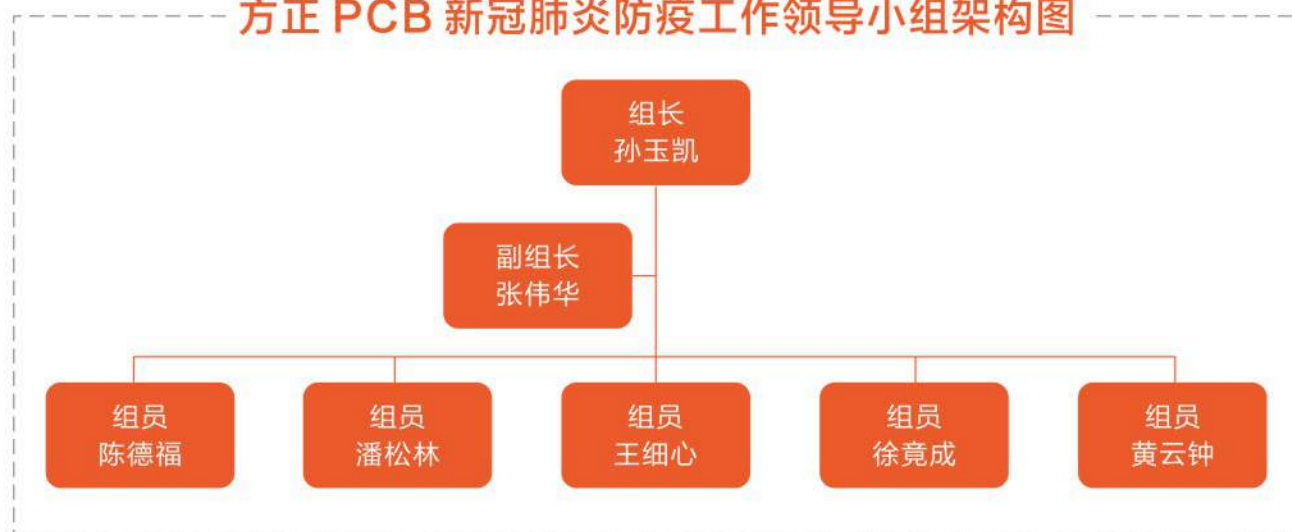 方正 PCB 新冠肺炎防疫工作领导小组架构图
组长
孙玉凯
副组长
张伟华
组员
陈德福
组员
潘松林
组员
王细心
组员
徐竟成
组员
黄云钟